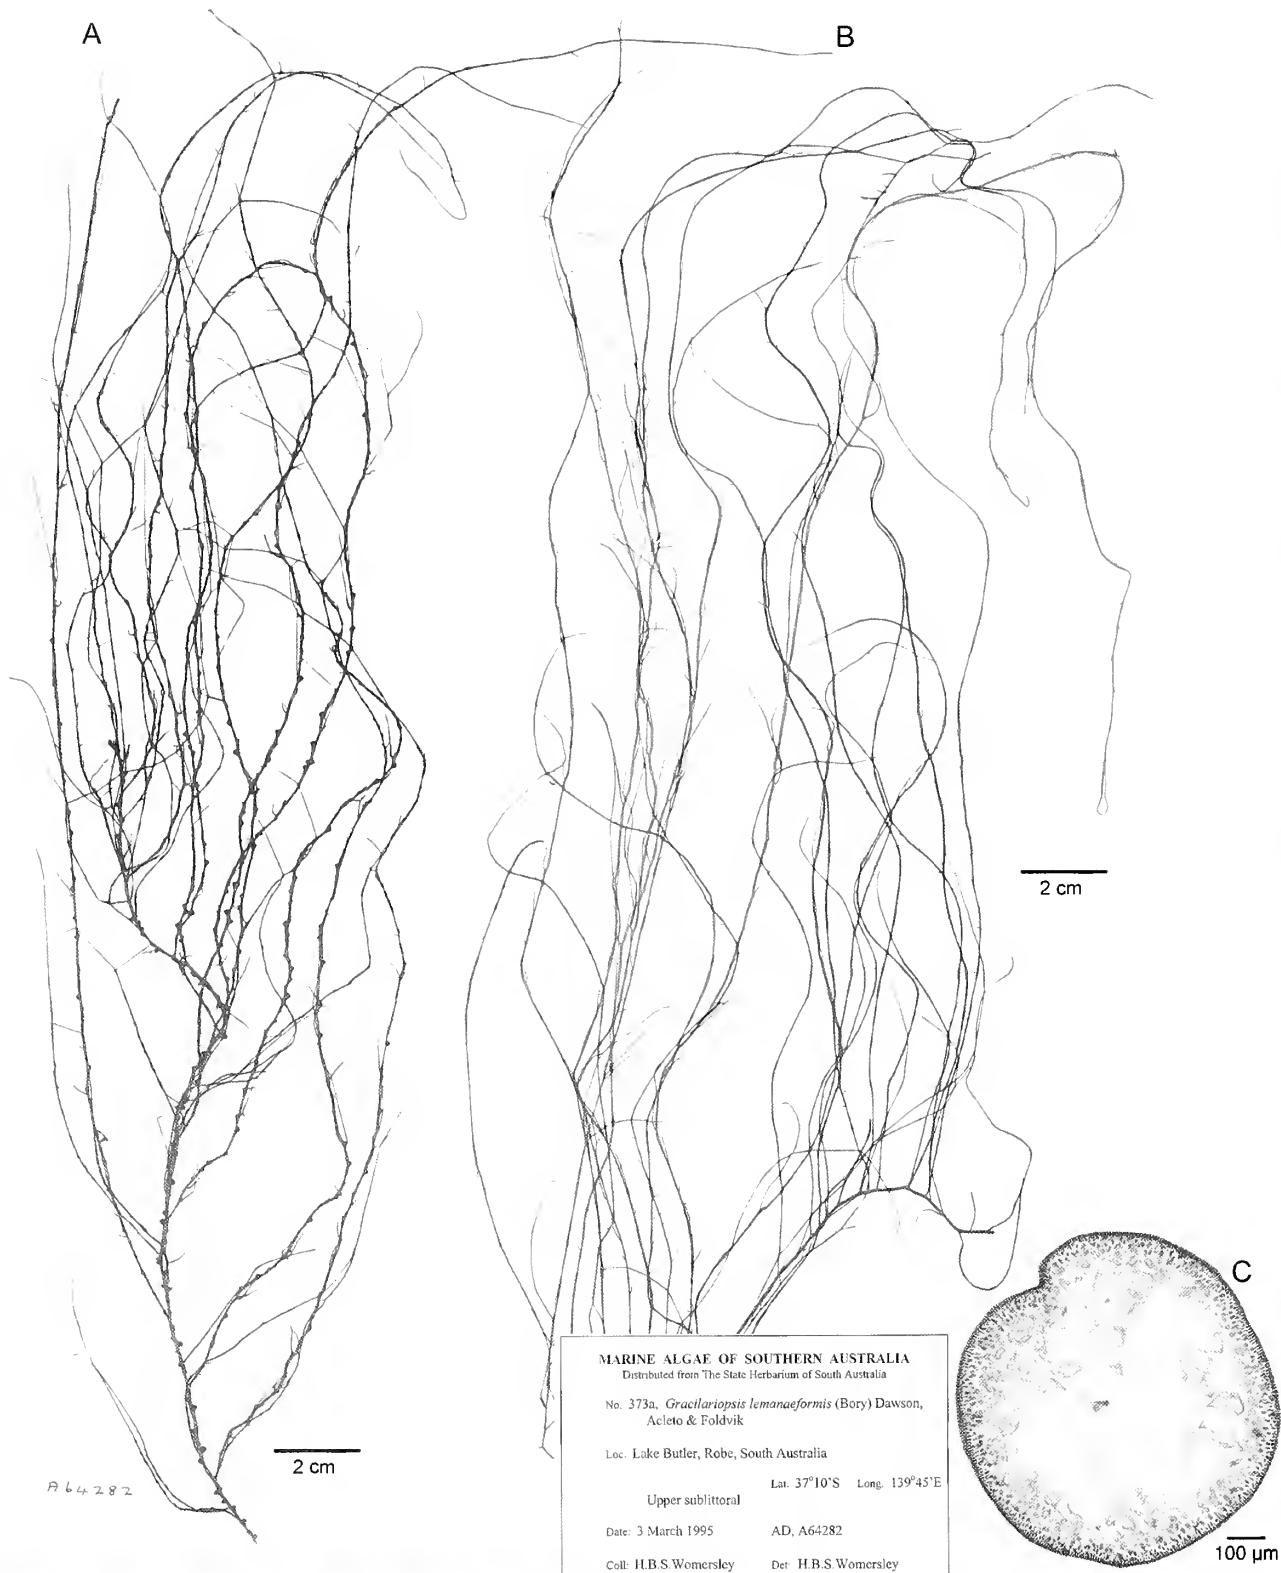 A
B
2 cm
C
MARINE ALGAE OF SOUTHERN AUSTRALIA
Distributed from The State Herbarium of South Australia
No. 373a, Gracilariopsis lemanaeformis (Bory) Dawson,
Acleto & Foldvik
Loc. Lake Butler, Robe, South Australia
2 cm
Lat. 37°10'S Long. 139°45'E
A64282
Upper sublittoral
Date: 3 March 1995 AD, A64282
100 µm
Coll: H.B.S.Womersley Det: H.B.S.Womersley